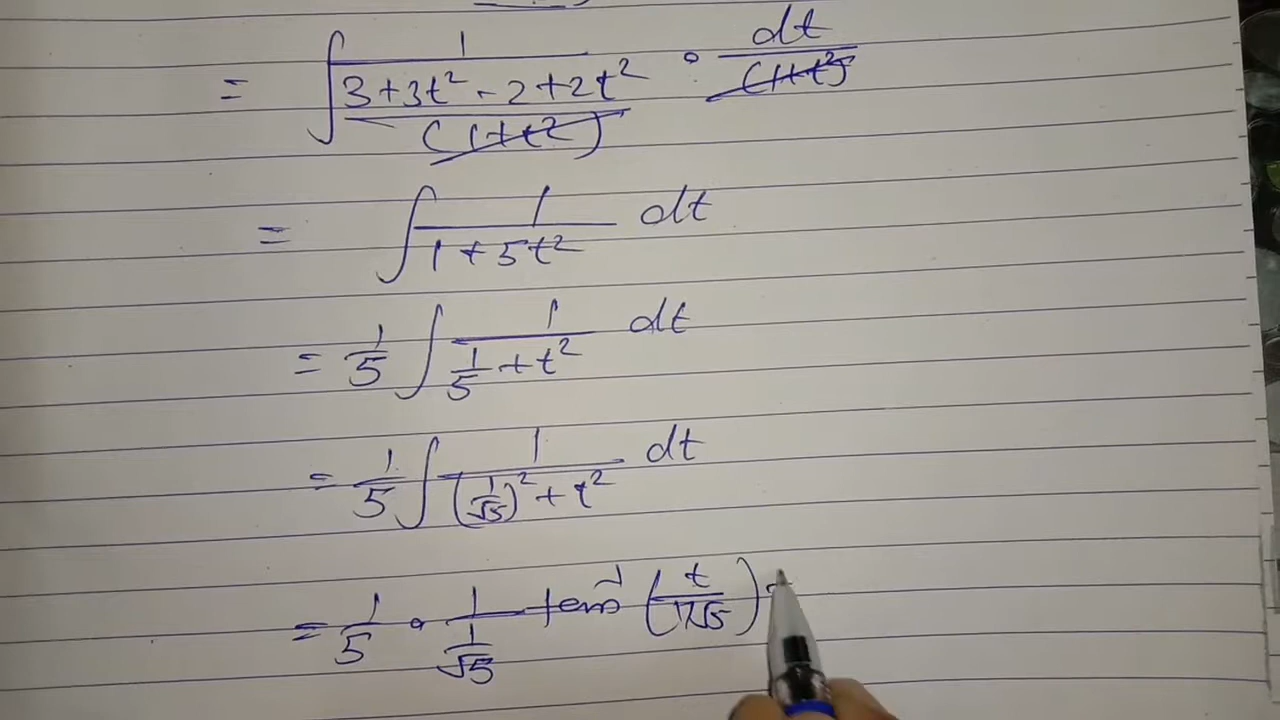 = ∫ 1/((3+3t²-2+2t²)/(1+t²)) · dt/(1+t²)
= ∫ 1/(1+5t²) dt
= 1/5 ∫ 1/(1/5+t²) dt
= 1/5 ∫ 1/((1/√5)²+t²) dt
= 1/5 · 1/(1/√5) tan⁻¹(t/(1/√5))